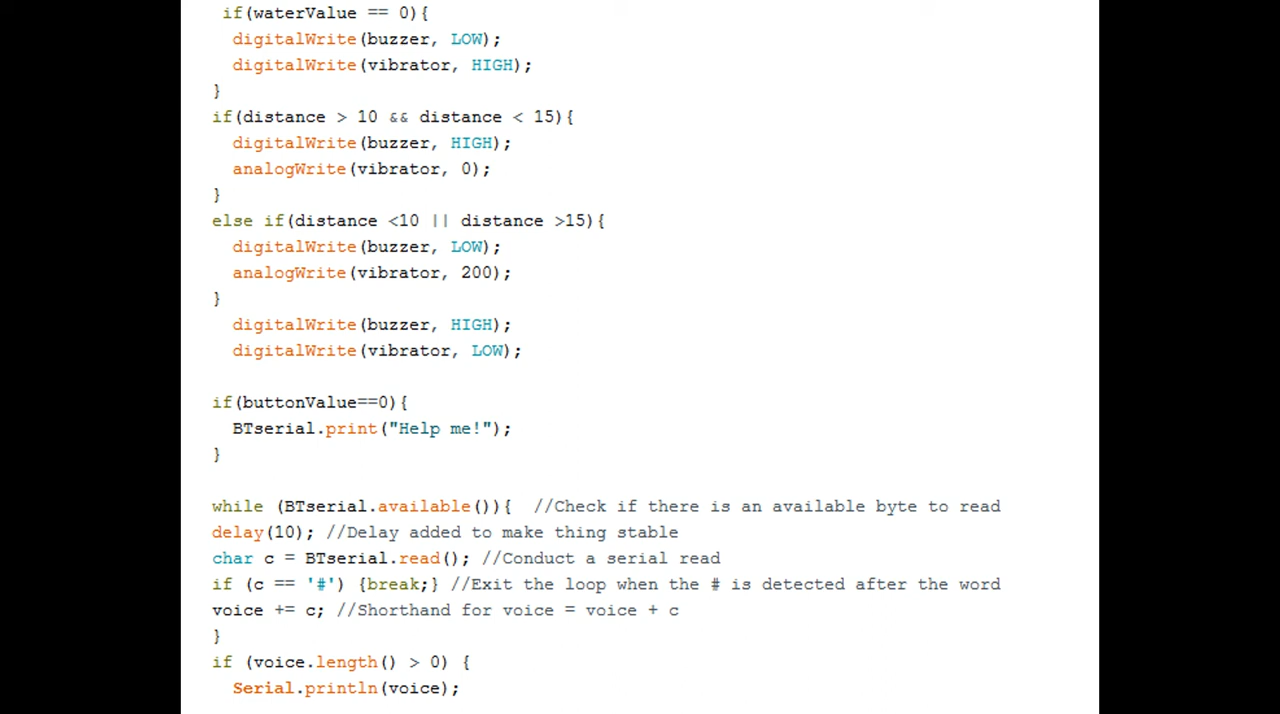 if(waterValue == 0){
digitalWrite(buzzer, LOW);
digitalWrite(vibrator, HIGH);
}
if(distance > 10 && distance < 15){
digitalWrite(buzzer, HIGH);
analogWrite(vibrator, 0);
}
else if(distance <10 || distance >15){
digitalWrite(buzzer, LOW);
analogWrite(vibrator, 200);
}
digitalWrite(buzzer, HIGH);
digitalWrite(vibrator, LOW);
if(buttonValue==0){
BTserial.print("Help me!");
}
while (BTserial.available()){  //Check if there is an available byte to read
delay(10); //Delay added to make thing stable
char c = BTserial.read(); //Conduct a serial read
if (c == '#') {break;} //Exit the loop when the # is detected after the word
voice += c; //Shorthand for voice = voice + c
}
if (voice.length() > 0) {
Serial.println(voice);